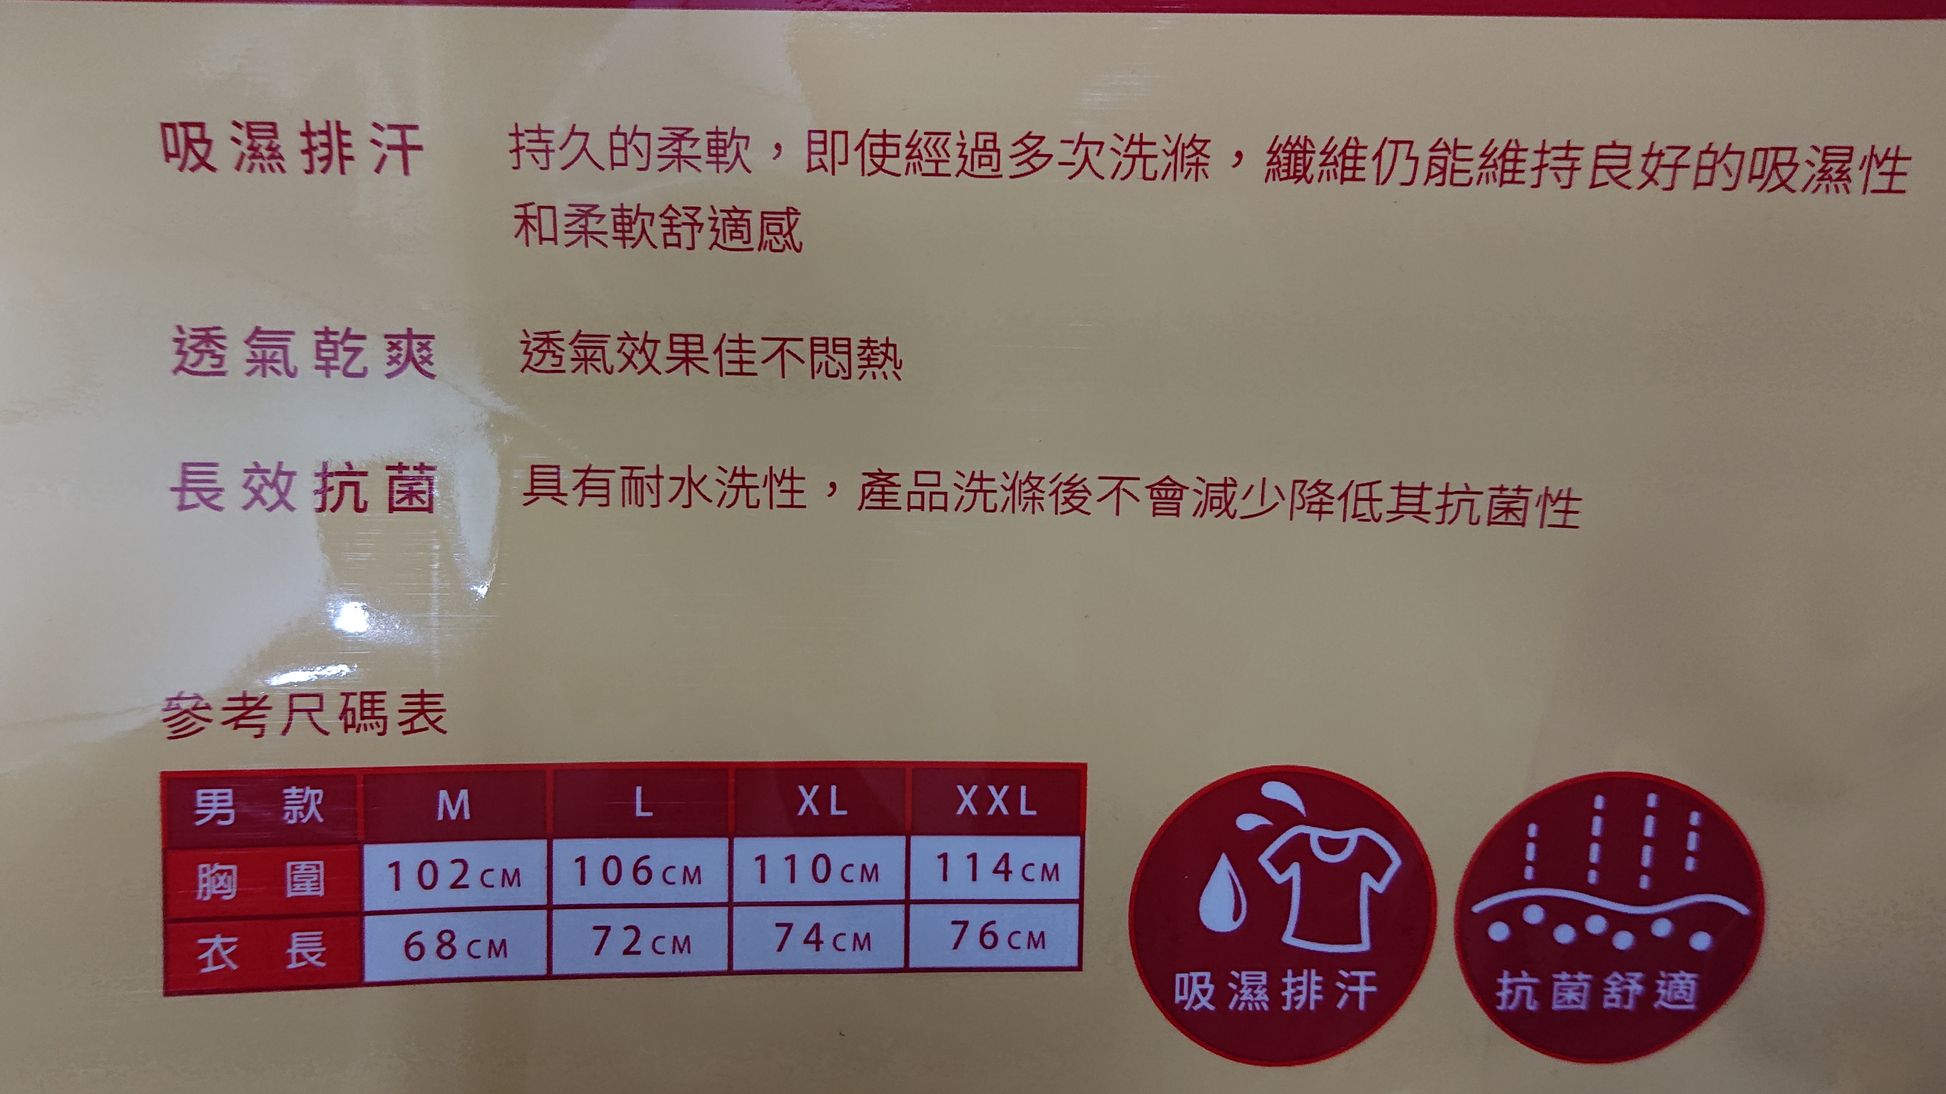 吸濕排汗 持久的柔軟，即使經過多次洗滌，纖維仍能維持良好的吸濕性
和柔軟舒適感
透氣乾爽 透氣效果佳不悶熱
長效抗菌 具有耐水洗性，產品洗滌後不會減少降低其抗菌性
參考尺碼表
男款 M L XL XXL
胸圍 102CM 106CM 110CM 114CM
衣長 68CM 72CM 74CM 76CM
吸濕排汗
抗菌舒適